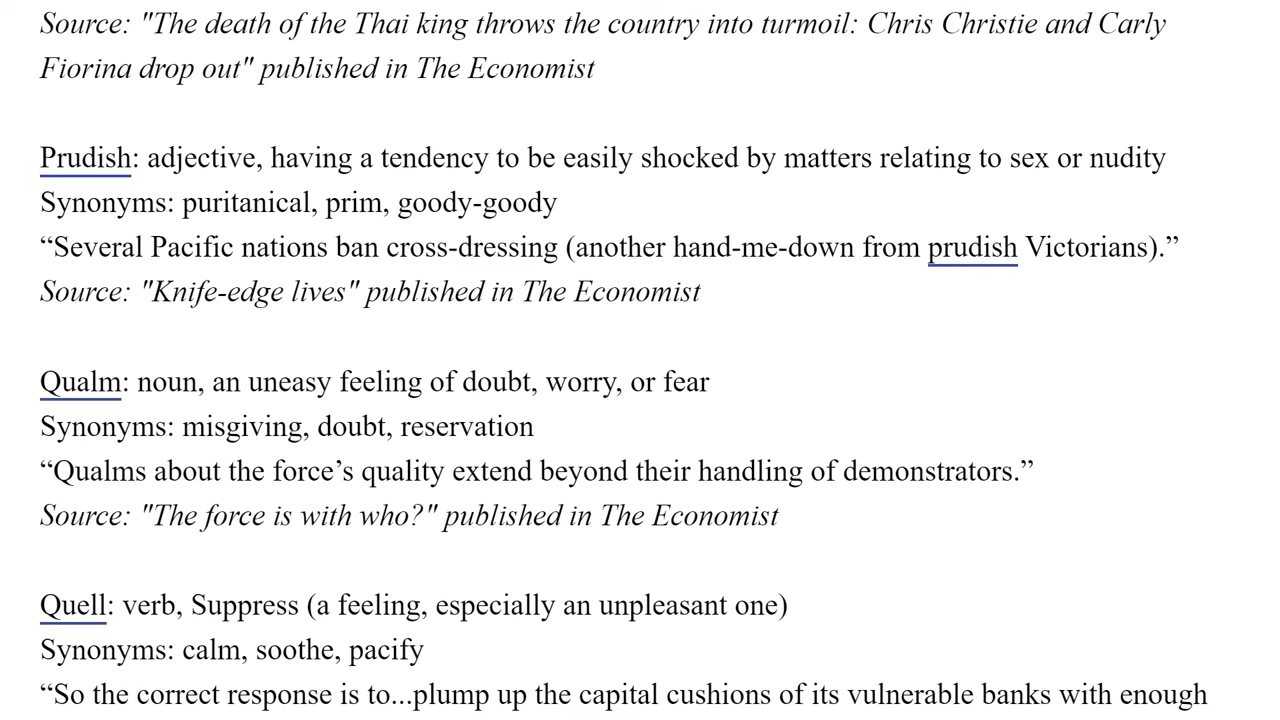 Source: "The death of the Thai king throws the country into turmoil: Chris Christie and Carly
Fiorina drop out" published in The Economist
Prudish: adjective, having a tendency to be easily shocked by matters relating to sex or nudity
Synonyms: puritanical, prim, goody-goody
“Several Pacific nations ban cross-dressing (another hand-me-down from prudish Victorians).”
Source: "Knife-edge lives" published in The Economist
Qualm: noun, an uneasy feeling of doubt, worry, or fear
Synonyms: misgiving, doubt, reservation
“Qualms about the force’s quality extend beyond their handling of demonstrators.”
Source: "The force is with who?" published in The Economist
Quell: verb, Suppress (a feeling, especially an unpleasant one)
Synonyms: calm, soothe, pacify
“So the correct response is to...plump up the capital cushions of its vulnerable banks with enough